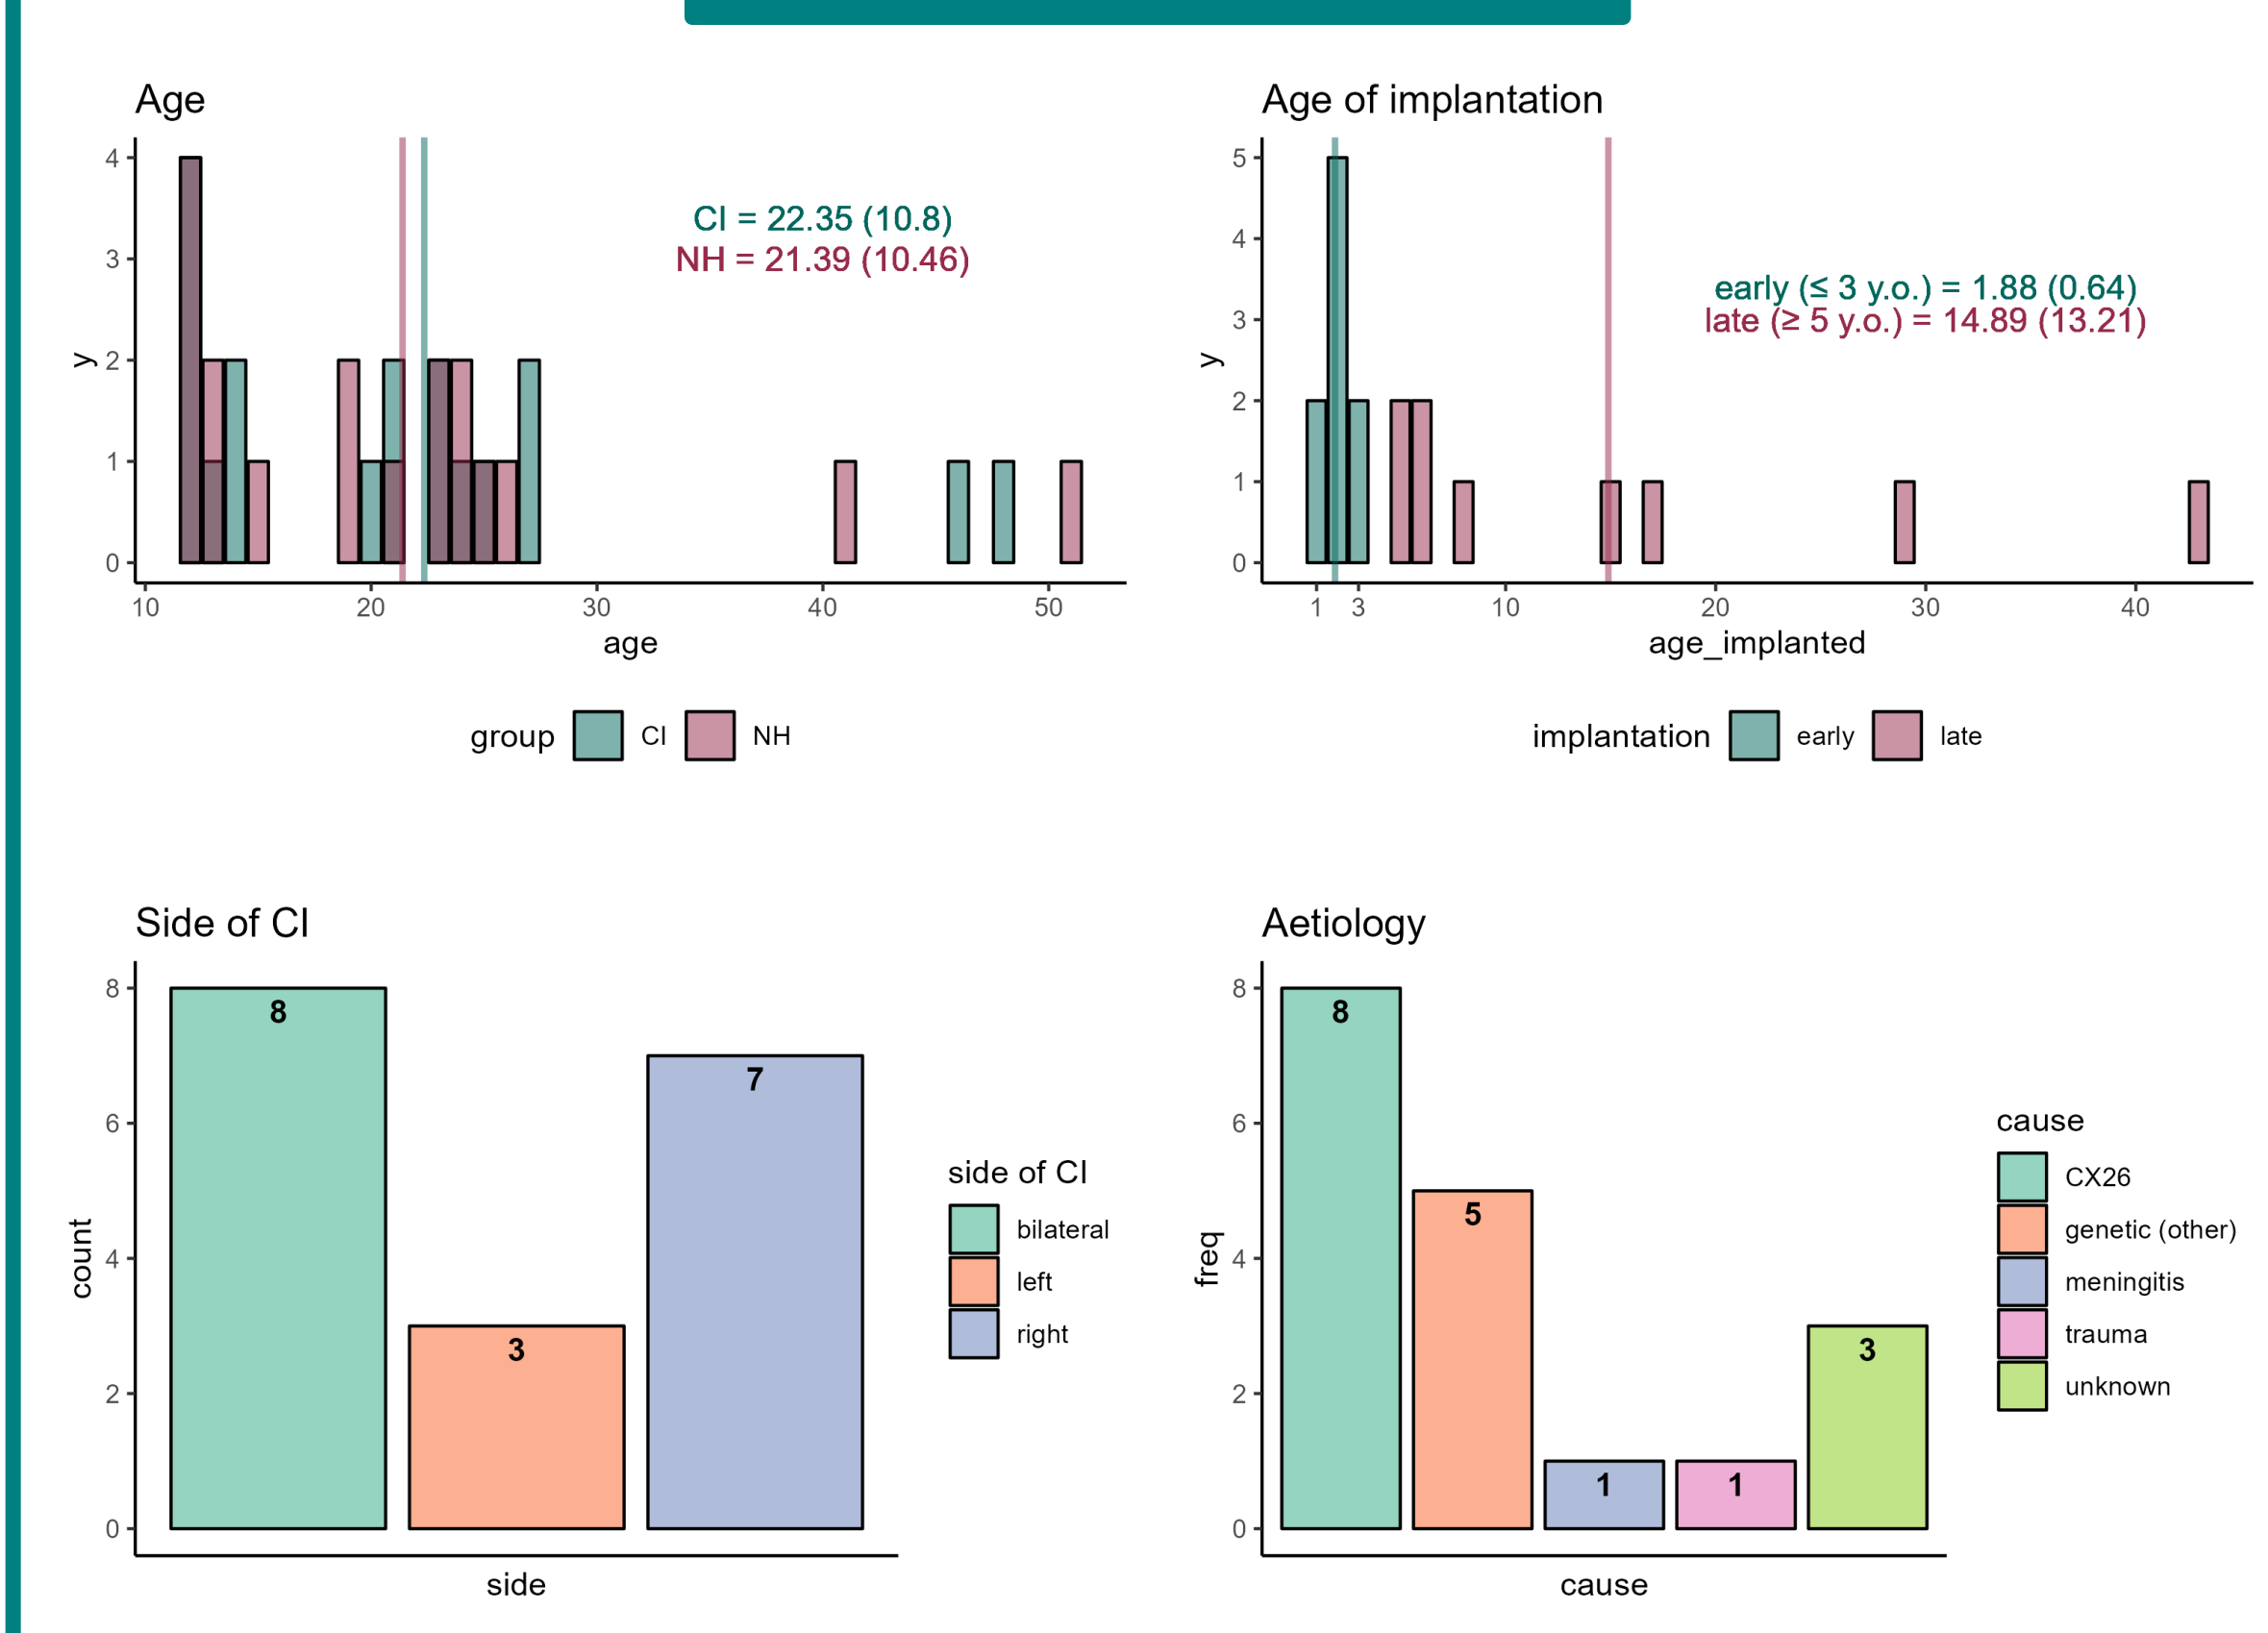 Age
4
3
2
1
0
y
CI = 22.35 (10.8)
NH = 21.39 (10.46)
10 20 30 40 50
age
group CI NH
Age of implantation
5
4
3
2
1
0
y
early (≤ 3 y.o.) = 1.88 (0.64)
late (≥ 5 y.o.) = 14.89 (13.21)
1 3 10 20 30 40
age_implanted
implantation early late
Side of CI
8
6
4
2
0
count
8
3
7
side
side of CI
bilateral
left
right
Aetiology
8
6
4
2
0
freq
8
5
1
1
3
cause
cause
CX26
genetic (other)
meningitis
trauma
unknown